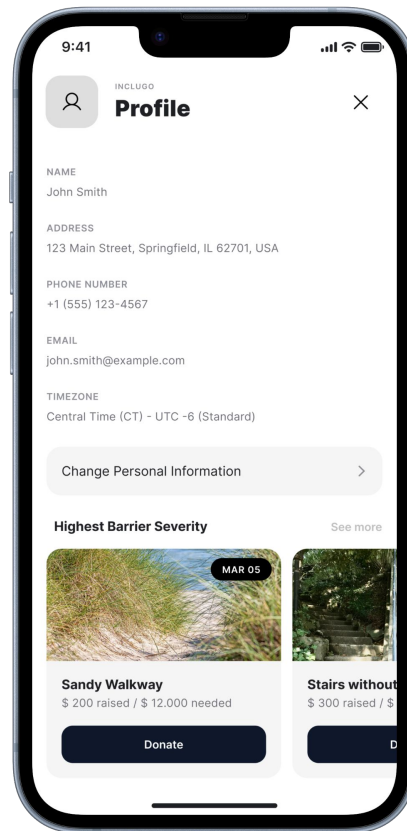 9:41
INCLUGO
Profile
NAME
John Smith
ADDRESS
123 Main Street, Springfield, IL 62701, USA
PHONE NUMBER
+1 (555) 123-4567
EMAIL
john.smith@example.com
TIMEZONE
Central Time (CT) - UTC -6 (Standard)
Change Personal Information
Highest Barrier Severity
See more
MAR 05
Sandy Walkway
$ 200 raised / $ 12.000 needed
Donate
Stairs without
$ 300 raised / $
D